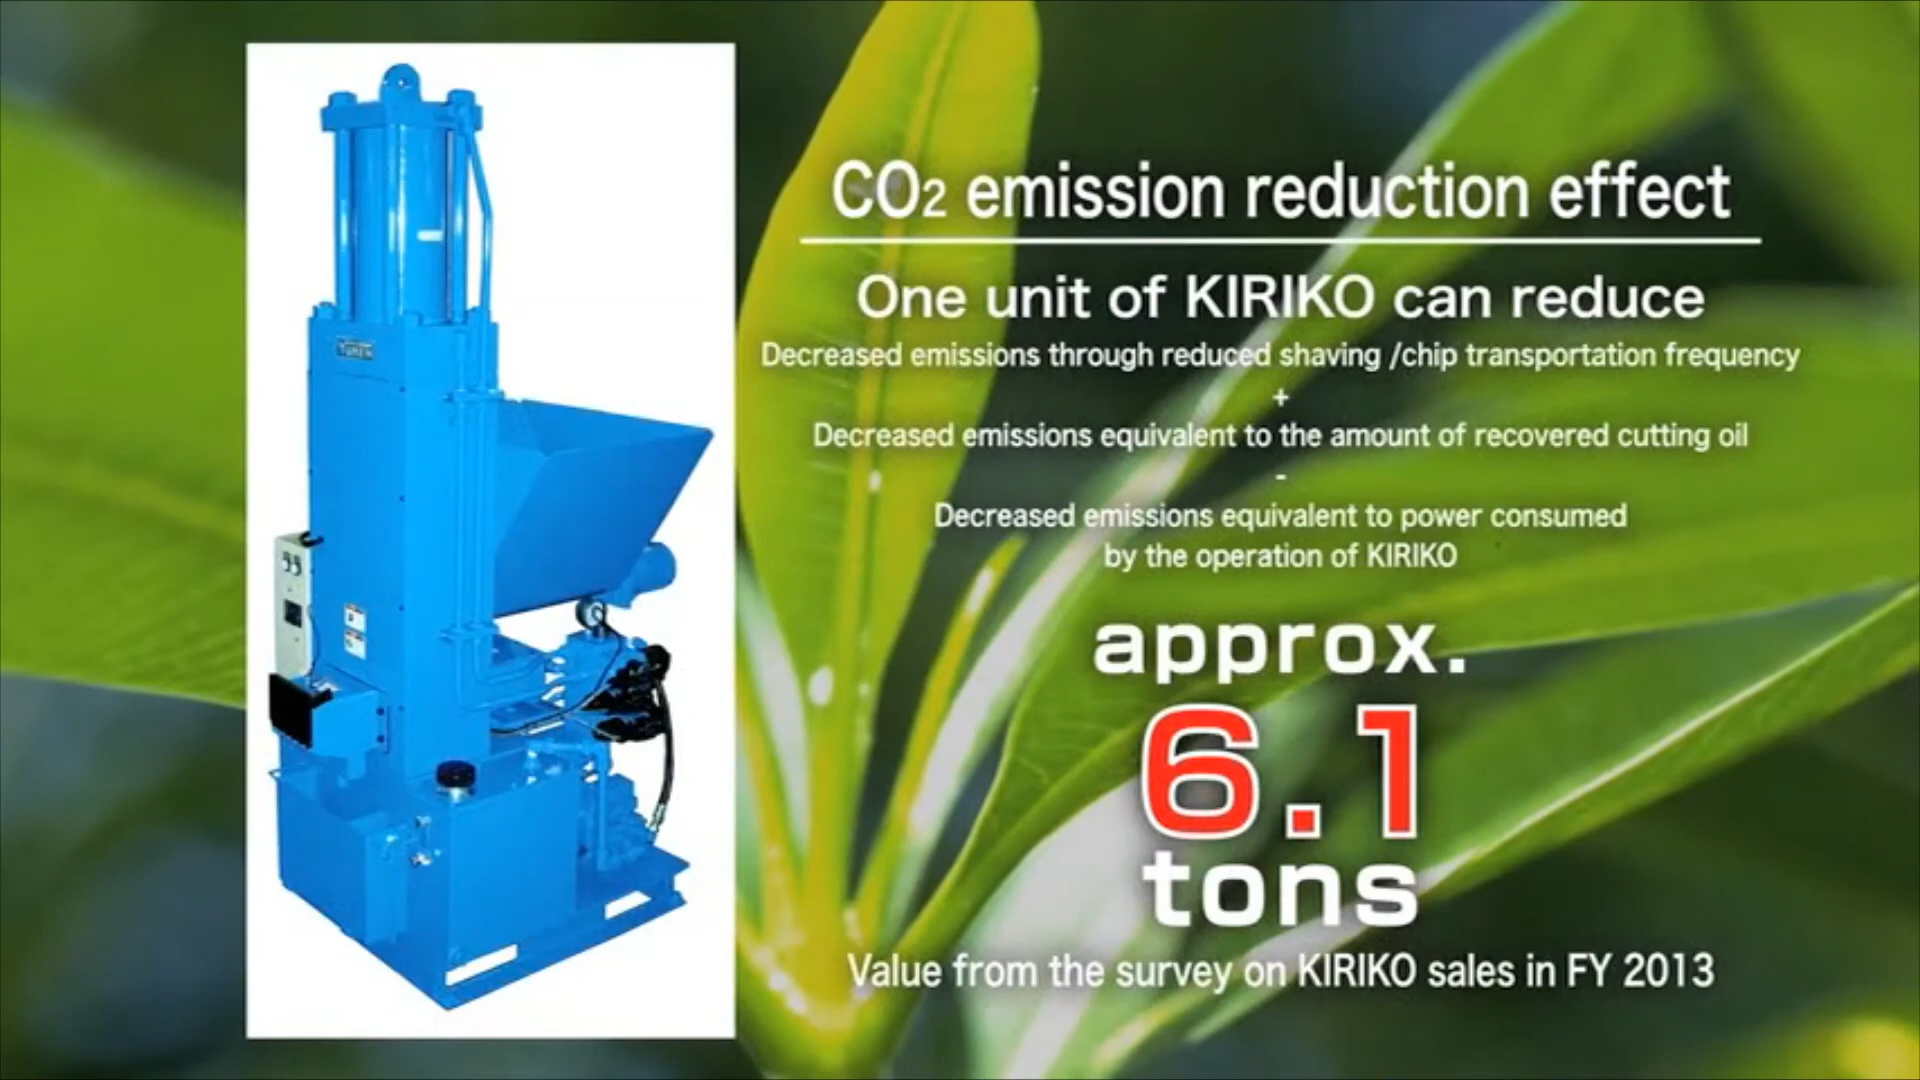 CO2 emission reduction effect
One unit of KIRIKO can reduce
Decreased emissions through reduced shaving /chip transportation frequency
+
Decreased emissions equivalent to the amount of recovered cutting oil
-
Decreased emissions equivalent to power consumed
by the operation of KIRIKO
approx.
6.1
tons
Value from the survey on KIRIKO sales in FY 2013